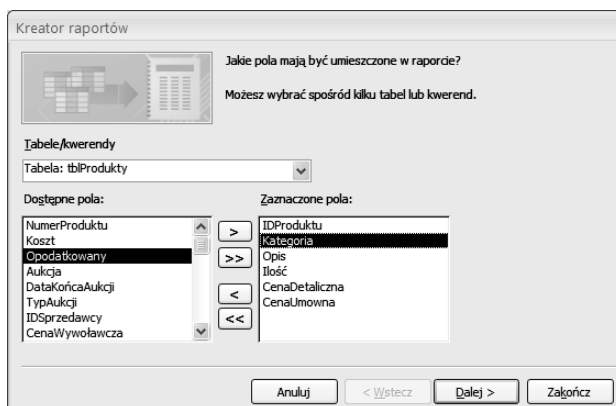 Kreator raportów
Jakie pola mają być umieszczone w raporcie?
Możesz wybrać spośród kilku tabel lub kwerend.
Tabele/kwerendy
Tabela: tblProdukty
Dostępne pola:
NumerProduktu
Koszt
Opodatkowany
Aukcja
DataKońcaAukcji
TypAukcji
IDSprzedawcy
CenaWywoławcza
>
>>
<
<<
Zaznaczone pola:
IDProduktu
Kategoria
Opis
Ilość
CenaDetaliczna
CenaUmowna
Anuluj
< Wstecz
Dalej >
Zakończ